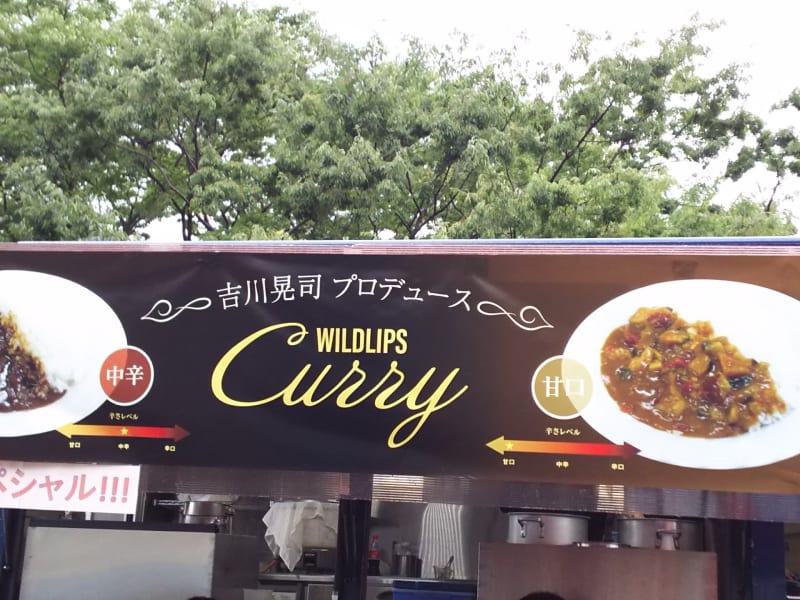 吉川晃司 プロデュース
WILDLIPS
Curry
中辛
辛さレベル
甘口 中辛 辛口
甘口
辛さレベル
甘口 中辛 辛口
ペシャル!!!